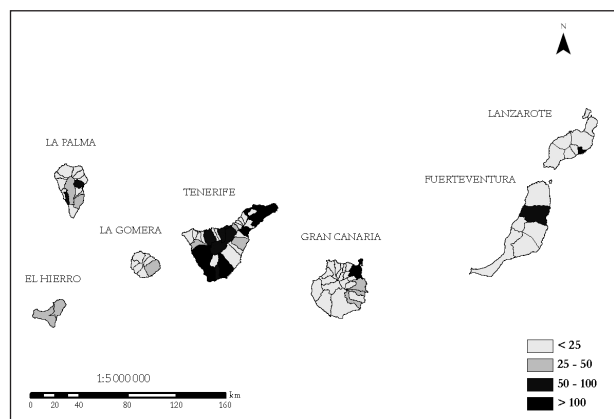 N
LANZAROTE
LA PALMA
FUERTEVENTURA
TENERIFE
LA GOMERA
GRAN CANARIA
EL HIERRO
< 25
25 - 50
50 - 100
> 100
1:5 000 000
km
0 10 20 40 80 120 160